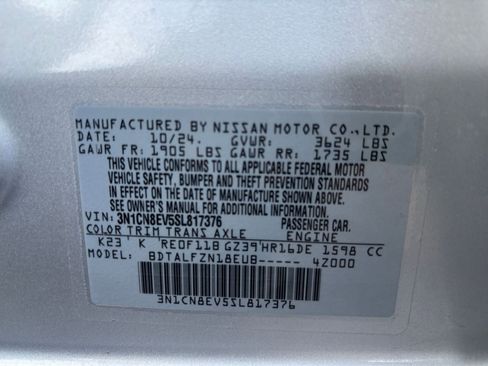 MANUFACTURED BY NISSAN MOTOR CO.,LTD.
DATE: 10/24. GVWR: 3624 LBS
GAWR FR: 1905 LBS GAWR RR: 1735 LBS
THIS VEHICLE CONFORMS TO ALL APPLICABLE FEDERAL MOTOR
VEHICLE SAFETY, BUMPER AND THEFT PREVENTION STANDARDS
IN EFFECT ON THE DATE OF MANUFACTURE SHOWN ABOVE.
SEE OWNER'S MANUAL FOR ADDITIONAL INFORMATION
VIN: 3N1CN8EV5SL817376 PASSENGER CAR.
COLOR TRIM TRANS AXLE ENGINE
K23 K RE0F11B GZ39 HR16DE 1598 CC
MODEL: BDTALFZN18EUB----- 4Z000
3N1CN8EV5SL817376